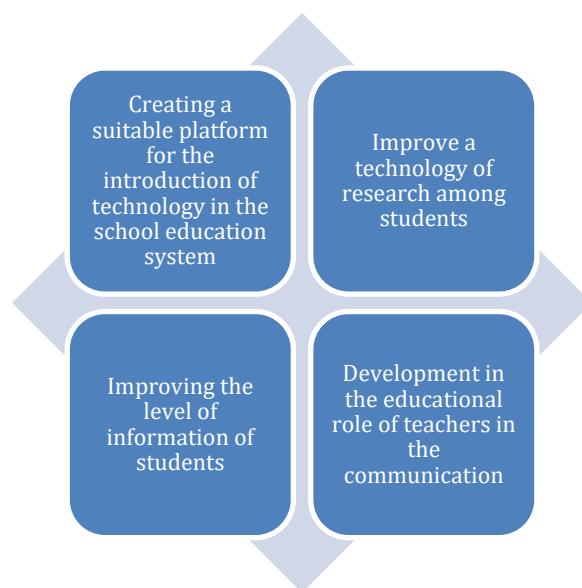 Creating a
suitable platform
for the
introduction of
technology in the
school education
system
Improve a
technology of
research among
students
Improving the
level of
information of
students
Development in
the educational
role of teachers in
the
communication